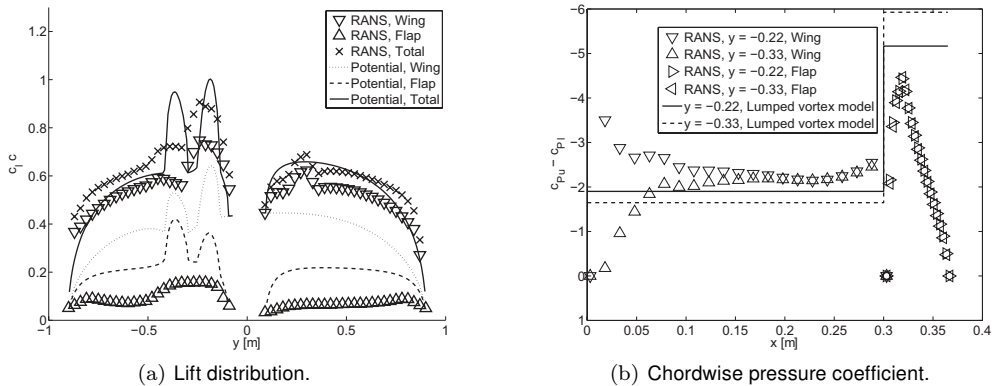 RANS, Wing
RANS, Flap
RANS, Total
Potential, Wing
Potential, Flap
Potential, Total
1.2
1
0.8
0.6
0.4
0.2
0
c_l c
−1
−0.5
0
0.5
1
y [m]
(a) Lift distribution.
−6
−5
−4
−3
−2
−1
0
1
c_Pu − c_Pl
RANS, y = −0.22, Wing
RANS, y = −0.33, Wing
RANS, y = −0.22, Flap
RANS, y = −0.33, Flap
y = −0.22, Lumped vortex model
y = −0.33, Lumped vortex model
0
0.05
0.1
0.15
0.2
0.25
0.3
0.35
0.4
x [m]
(b) Chordwise pressure coefficient.